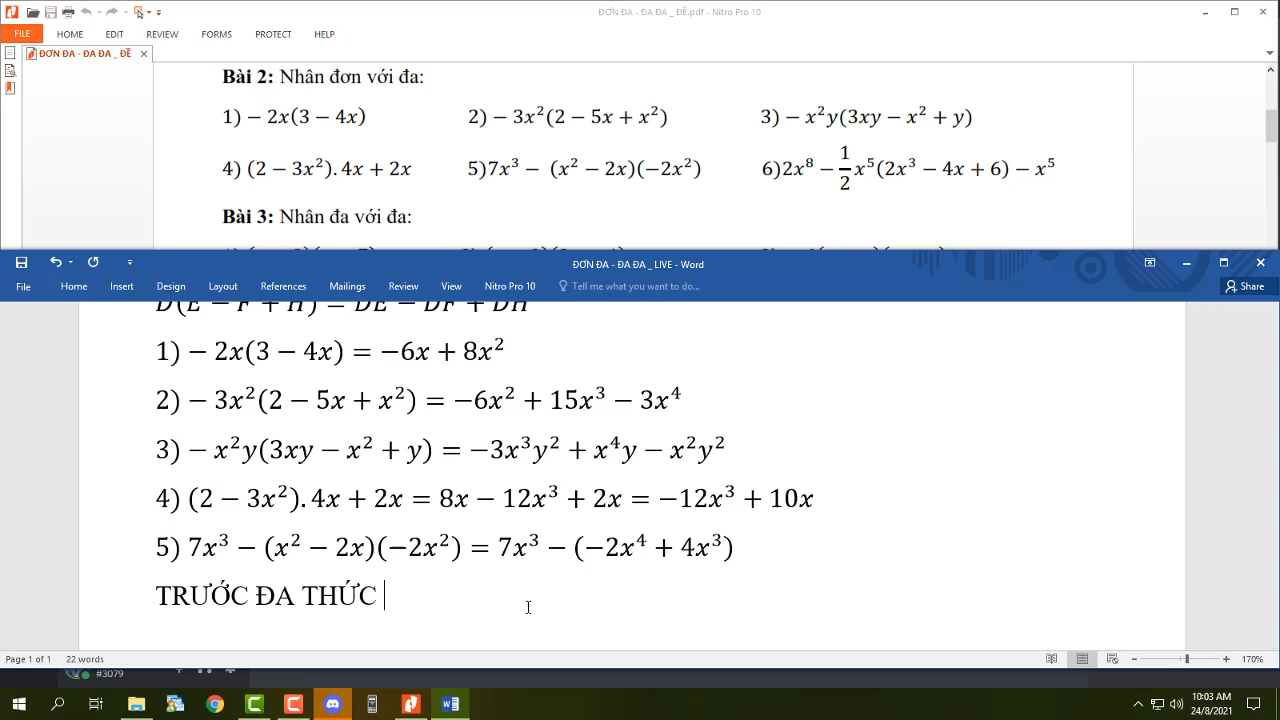 ĐƠN ĐA - ĐA ĐA _ ĐỀ.pdf - Nitro Pro 10
FILE HOME EDIT REVIEW FORMS PROTECT HELP
ĐƠN ĐA - ĐA ĐA _ ĐỀ
Bài 2: Nhân đơn với đa:
1) − 2x(3 − 4x) 2) − 3x²(2 − 5x + x²) 3) − x²y(3xy − x² + y)
4) (2 − 3x²). 4x + 2x 5)7x³ − (x² − 2x)(−2x²) 6)2x⁸ − 1/2 x⁵(2x³ − 4x + 6) − x⁵
Bài 3: Nhân đa với đa:
ĐƠN ĐA - ĐA ĐA _ LIVE - Word
File Home Insert Design Layout References Mailings Review View Nitro Pro 10 Tell me what you want to do... Share
D(E − F + H) = DE − DF + DH
1) − 2x(3 − 4x) = −6x + 8x²
2) − 3x²(2 − 5x + x²) = −6x² + 15x³ − 3x⁴
3) − x²y(3xy − x² + y) = −3x³y² + x⁴y − x²y²
4) (2 − 3x²). 4x + 2x = 8x − 12x³ + 2x = −12x³ + 10x
5) 7x³ − (x² − 2x)(−2x²) = 7x³ − (−2x⁴ + 4x³)
TRƯỚC ĐA THỨC
Page 1 of 1 22 words 170%
#3079
10:03 AM
24/8/2021